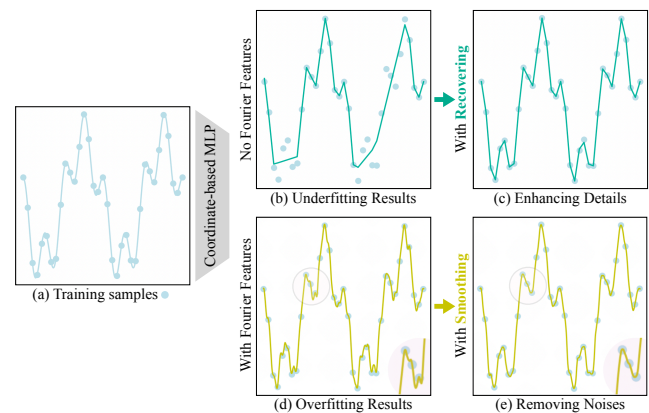 (a) Training samples
Coordinate-based MLP
No Fourier Features
(b) Underfitting Results
With Recovering
(c) Enhancing Details
With Fourier Features
(d) Overfitting Results
With Smoothing
(e) Removing Noises